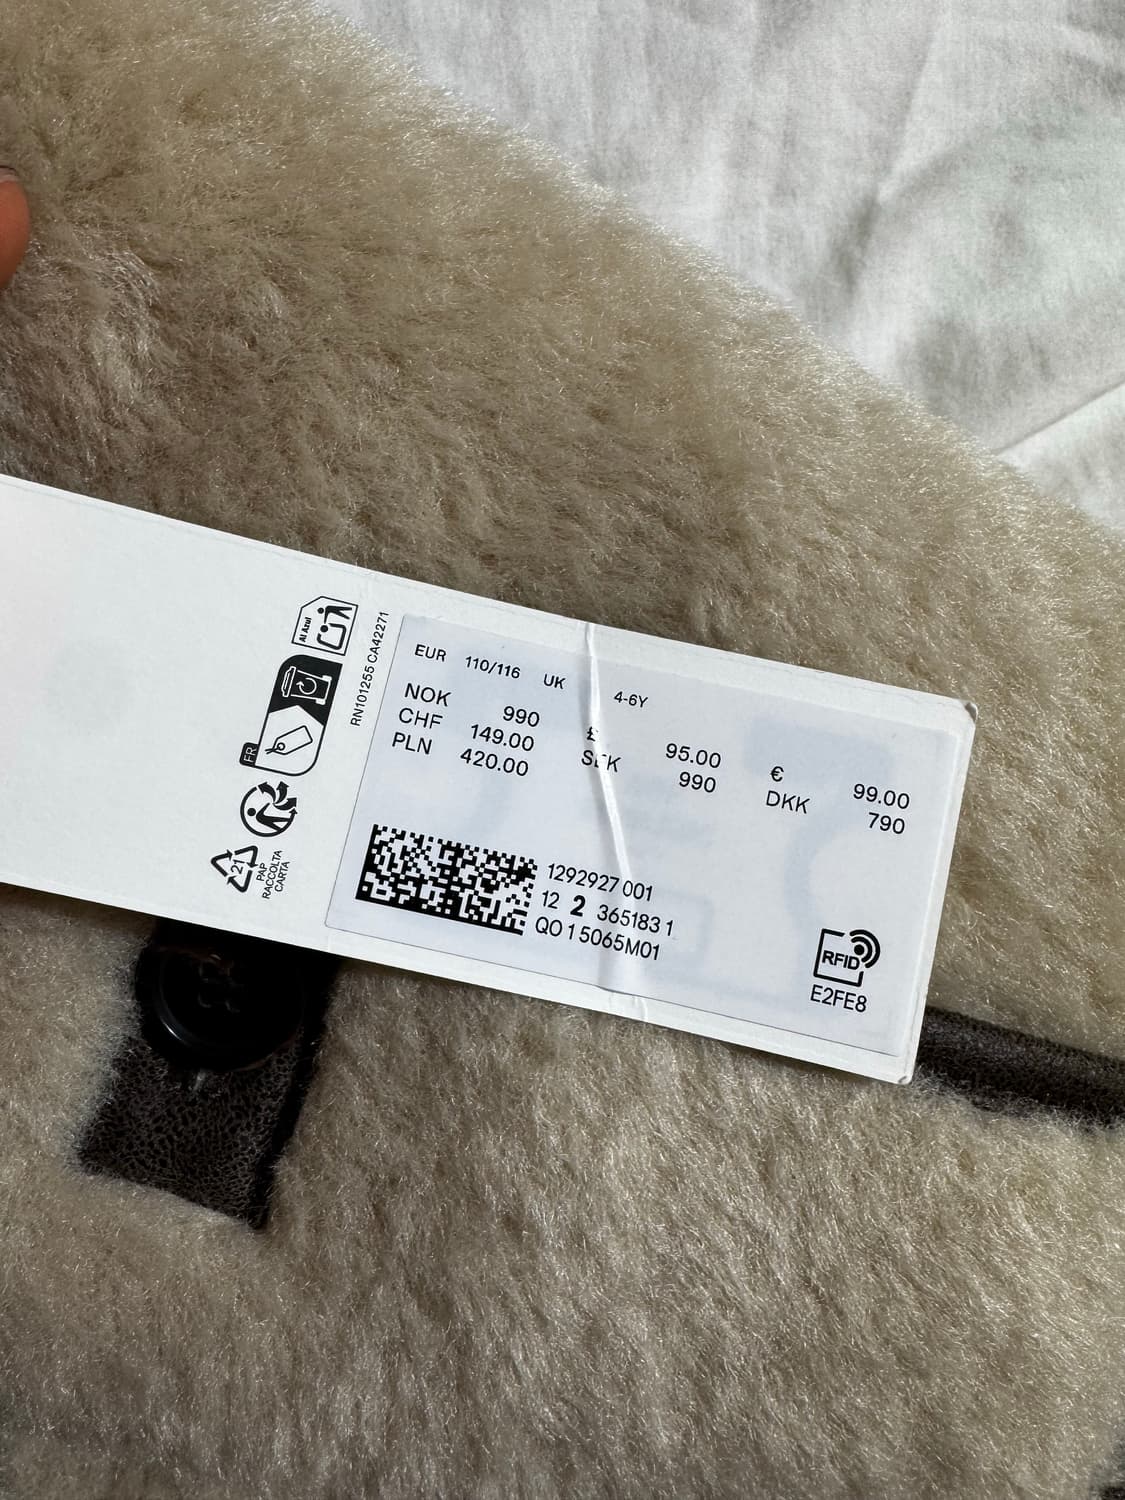 EUR 110/116 UK 4-6Y
NOK 990 £ 95.00 € 99.00
CHF 149.00 SEK 990 DKK 790
PLN 420.00
1292927 001
12 2 365183 1
QO 1 5065M01
RFID
E2FE8
RN101255 CA42271
Al Azul
FR
21
PAP
RACCOLTA
CARTA